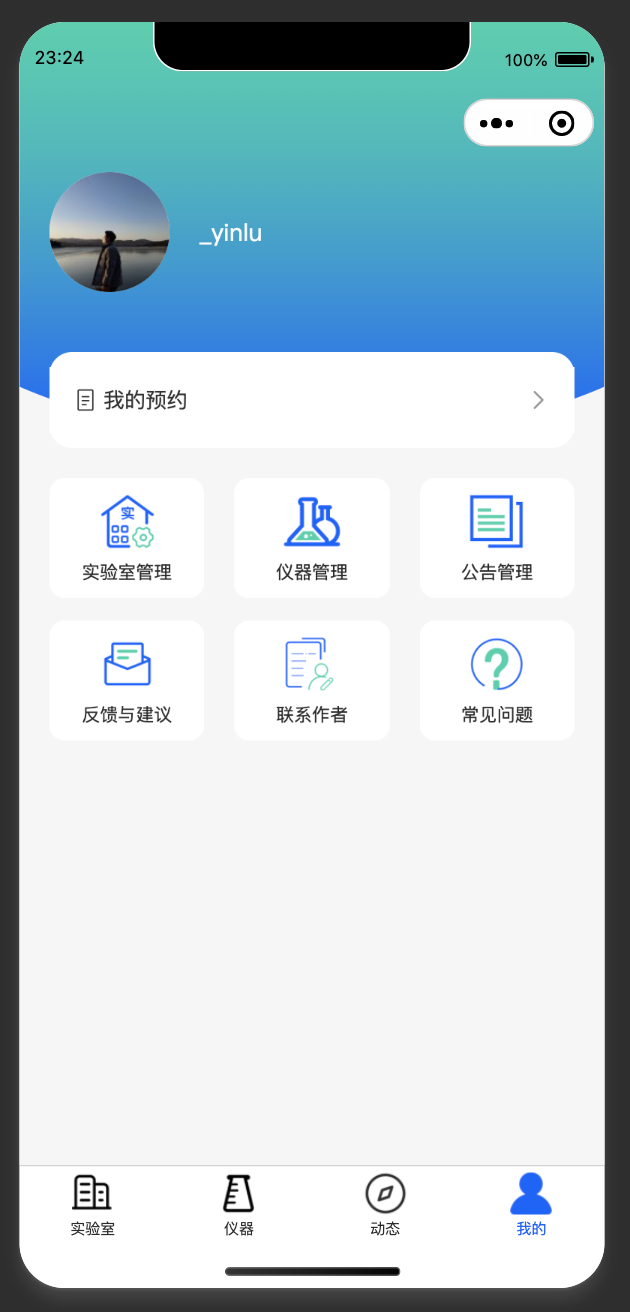 23:24
100%
_yinlu
我的预约
实
实验室管理
仪器管理
公告管理
反馈与建议
联系作者
常见问题
实验室
仪器
动态
我的